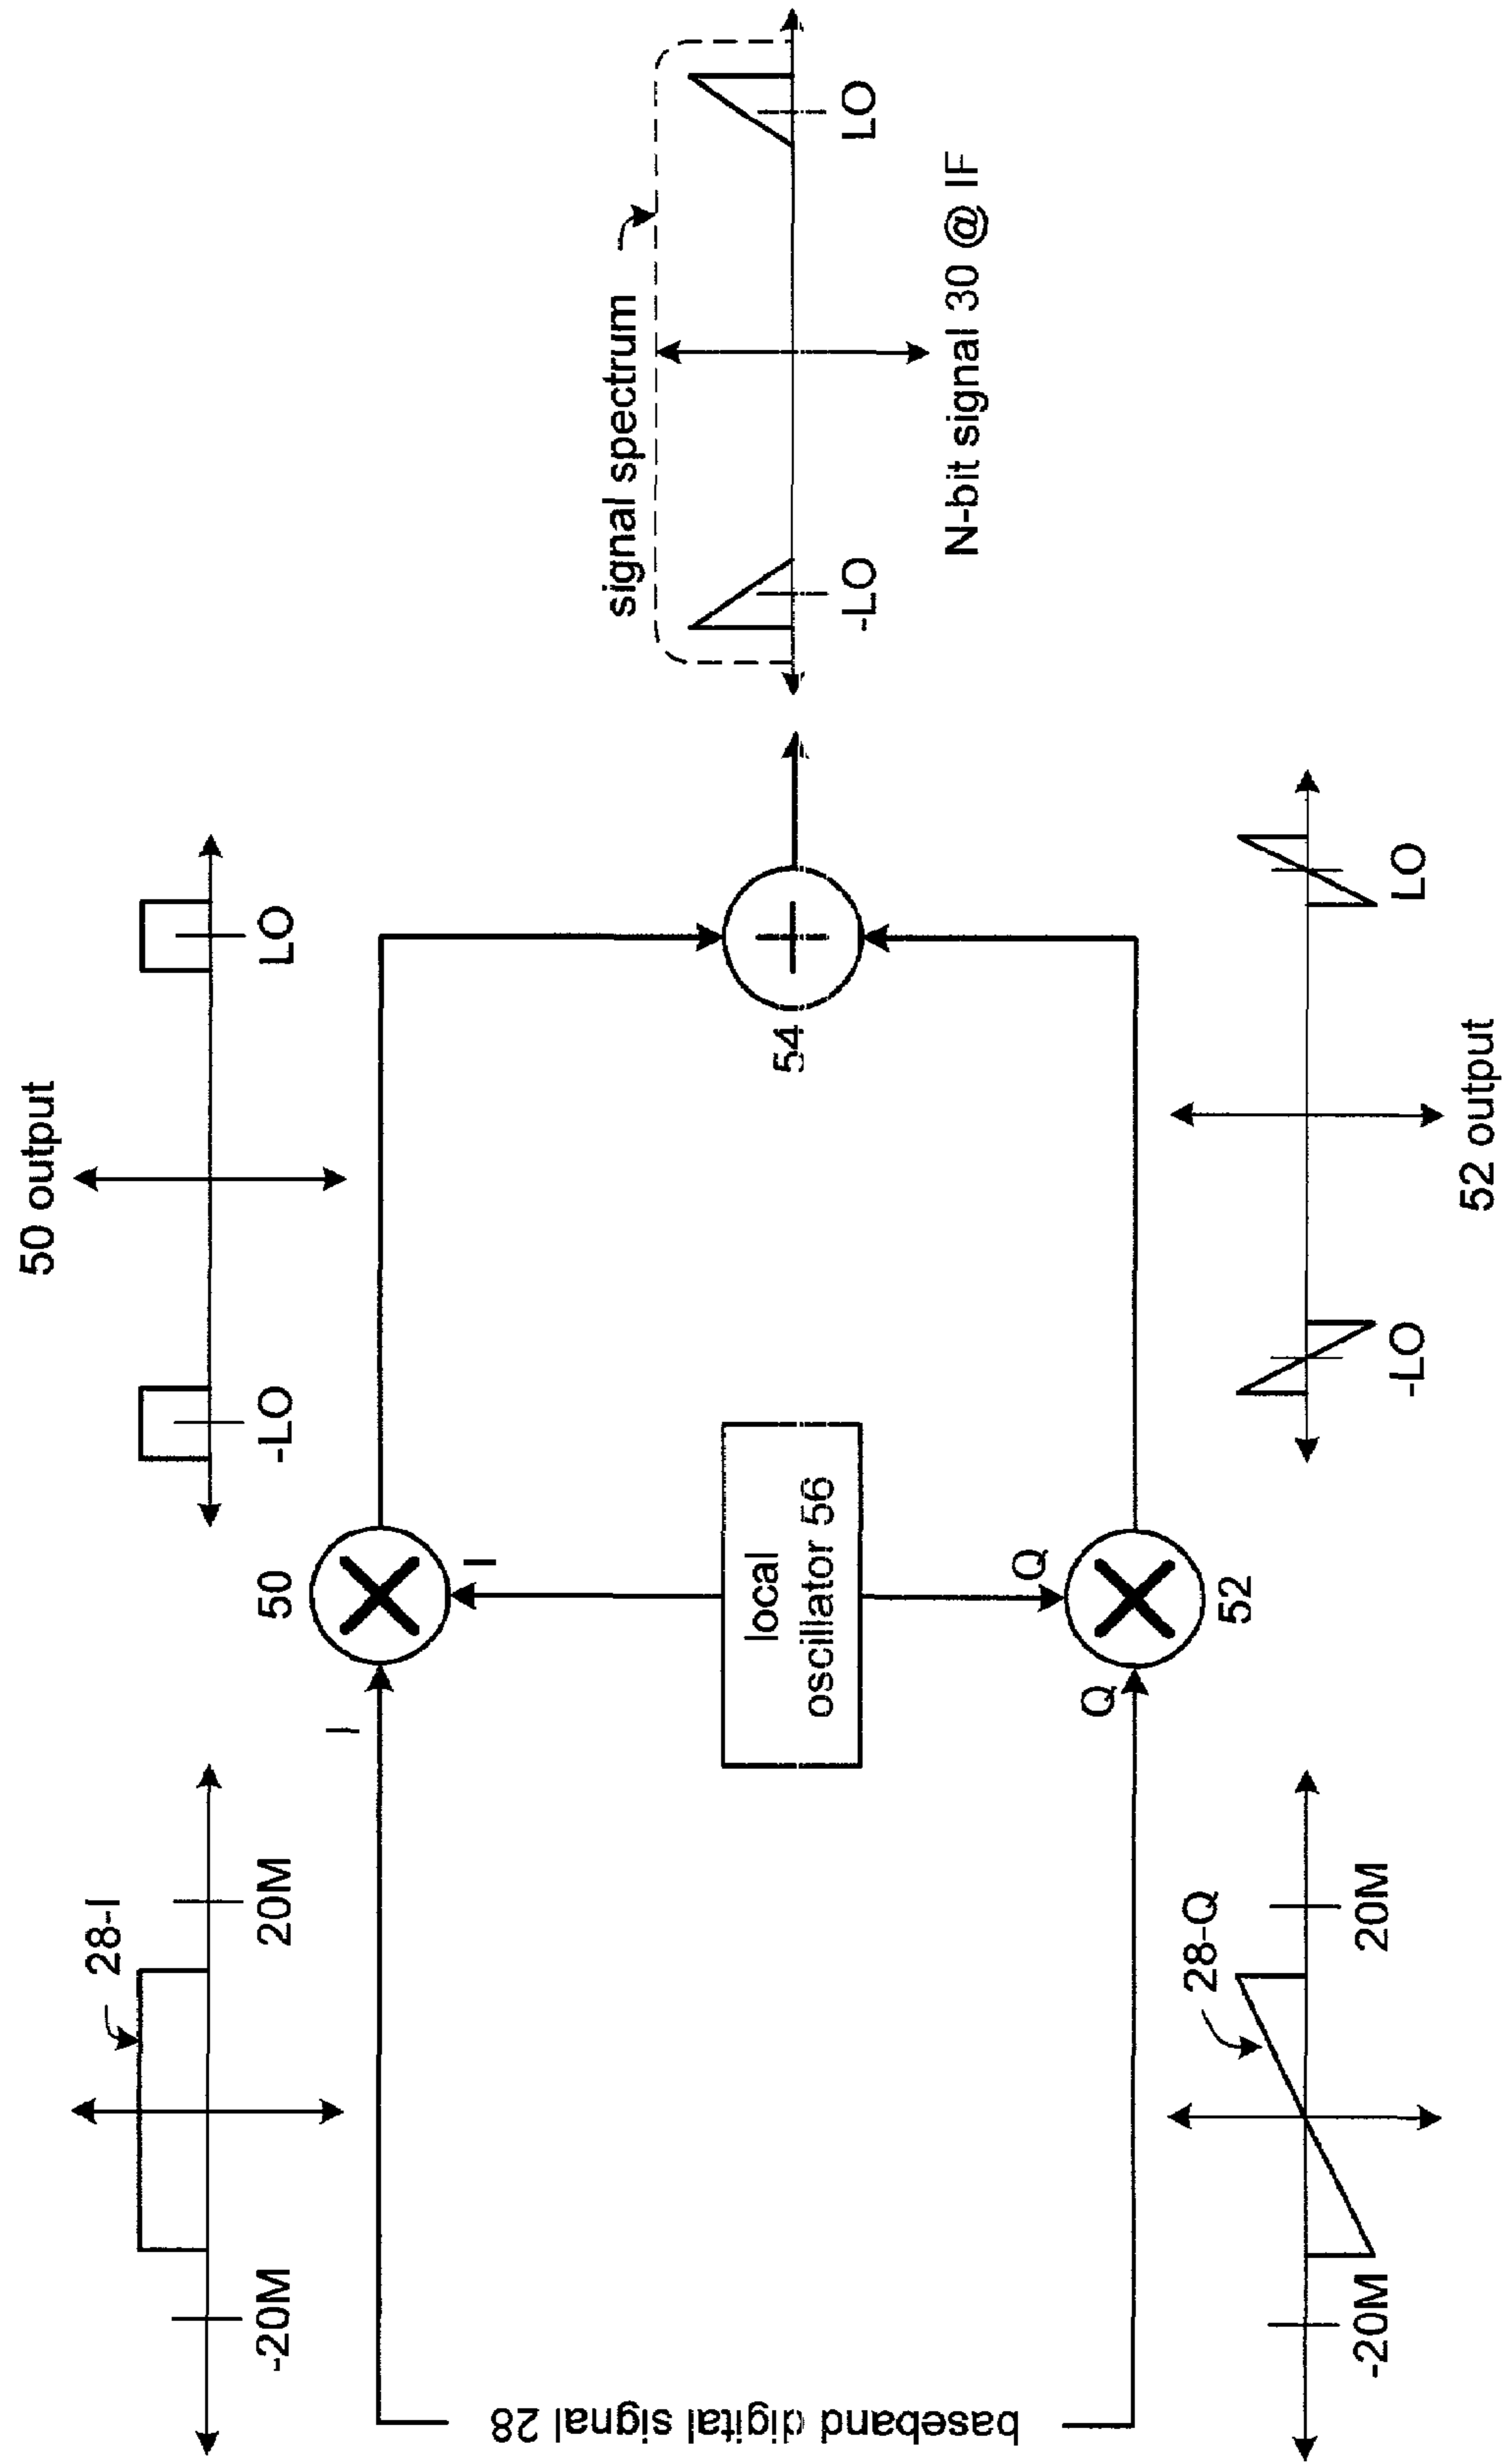 28-I
-20M
20M
50 output
-LO
LO
50
I
I
baseband digital signal 28
local
oscillator 56
54
signal spectrum
-LO
LO
N-bit signal 30 @ IF
Q
Q
52
28-Q
-20M
20M
-LO
LO
52 output